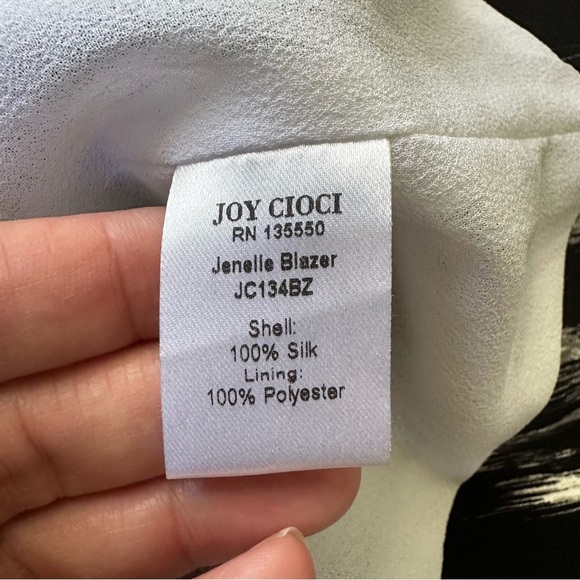 JOY CIOCI
RN 135550
Jenelle Blazer
JC134BZ
Shell:
100% Silk
Lining:
100% Polyester